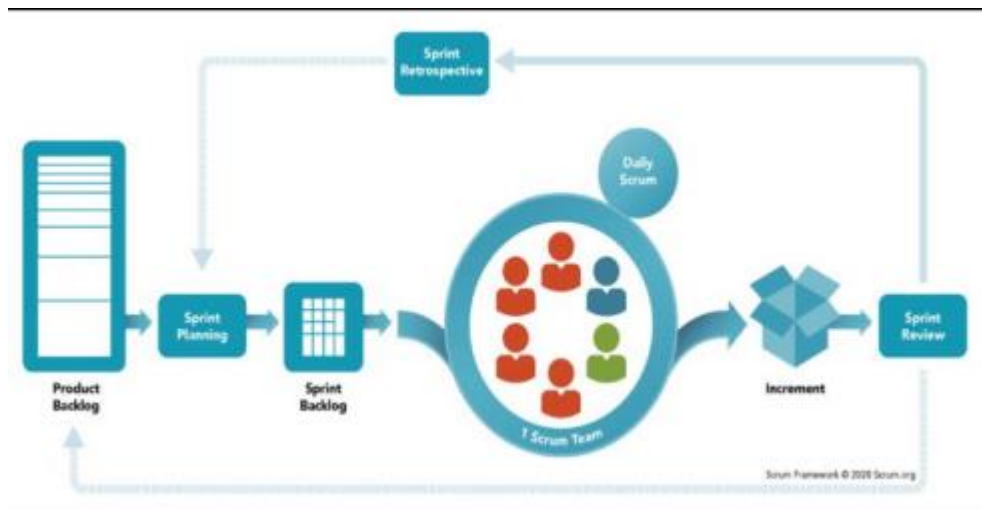 Sprint
Retrospective
Daily
Scrum
Sprint
Planning
Sprint
Review
Product
Backlog
Sprint
Backlog
1 Scrum Team
Increment
Scrum Framework © 2020 Scrum.org